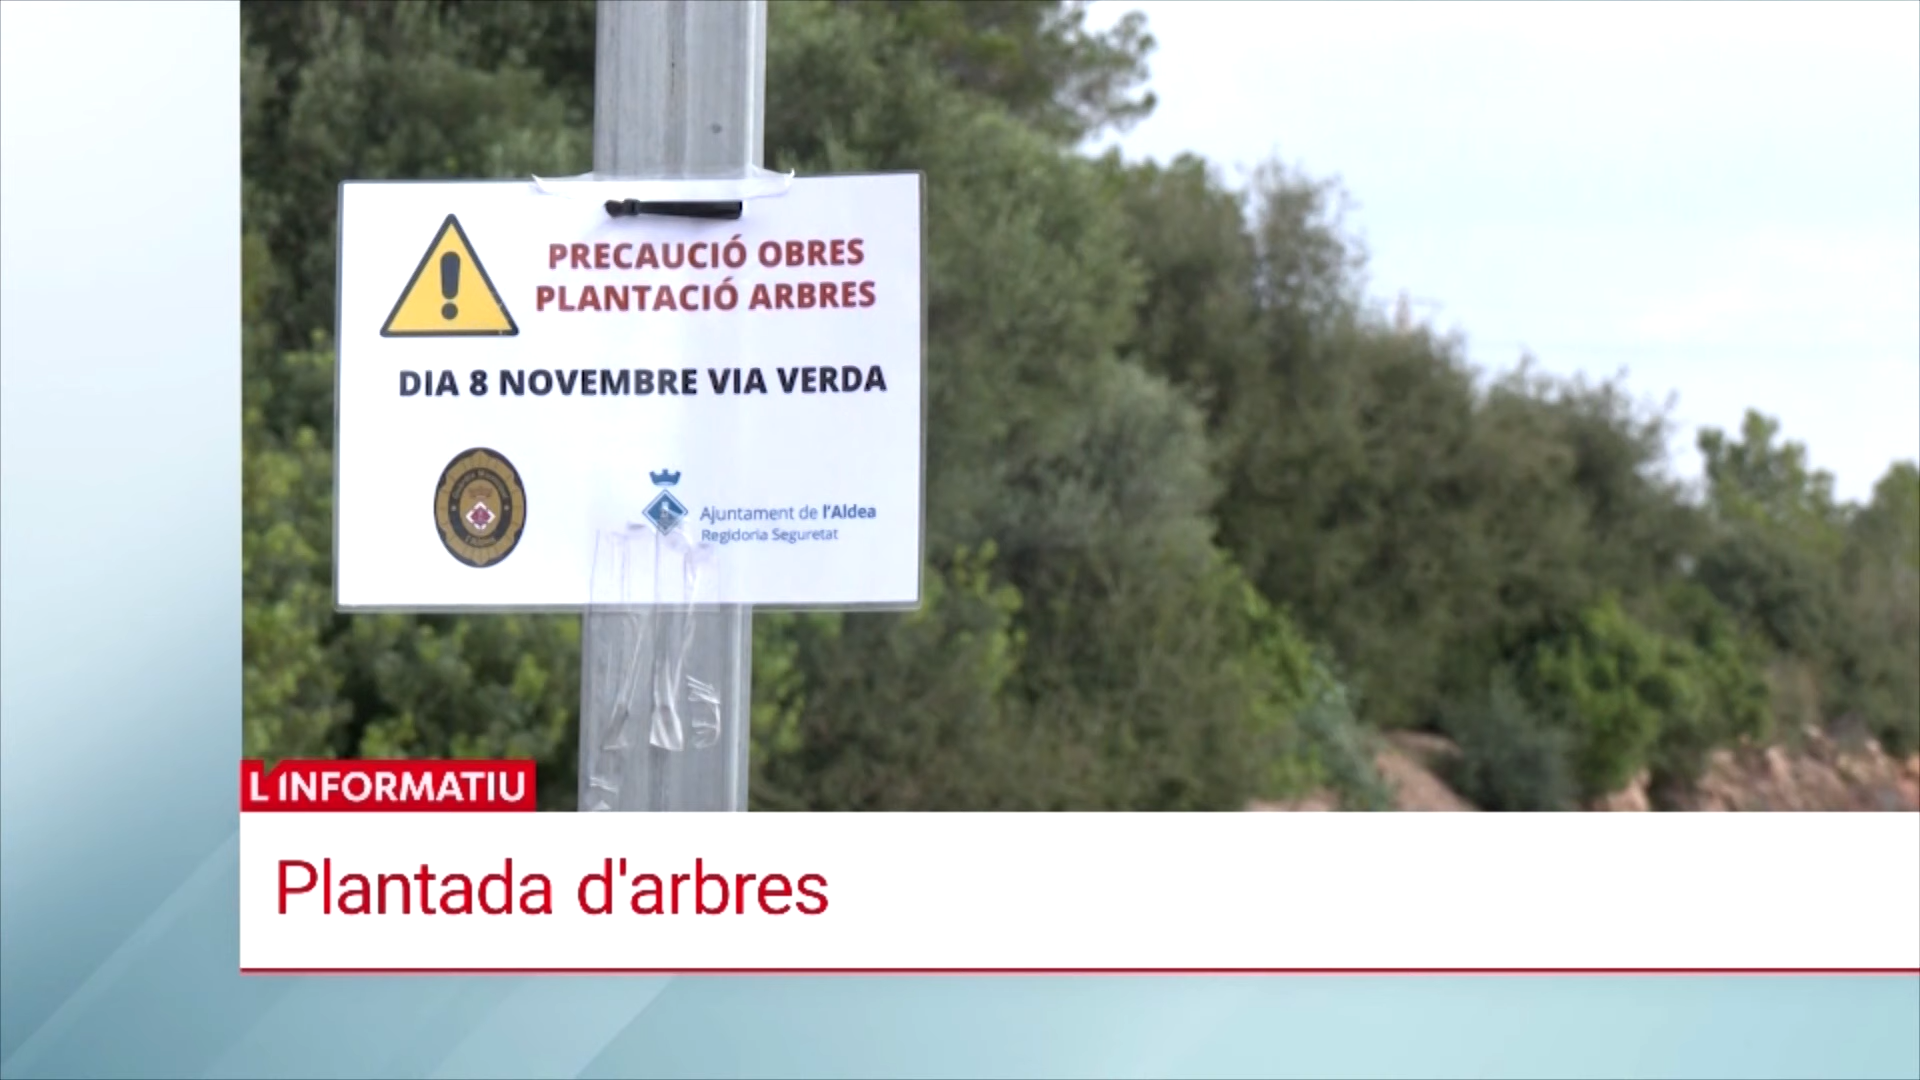 PRECAUCIÓ OBRES
PLANTACIÓ ARBRES
DIA 8 NOVEMBRE VIA VERDA
Ajuntament de l'Aldea
Regidoria Seguretat
L'INFORMATIU
Plantada d'arbres